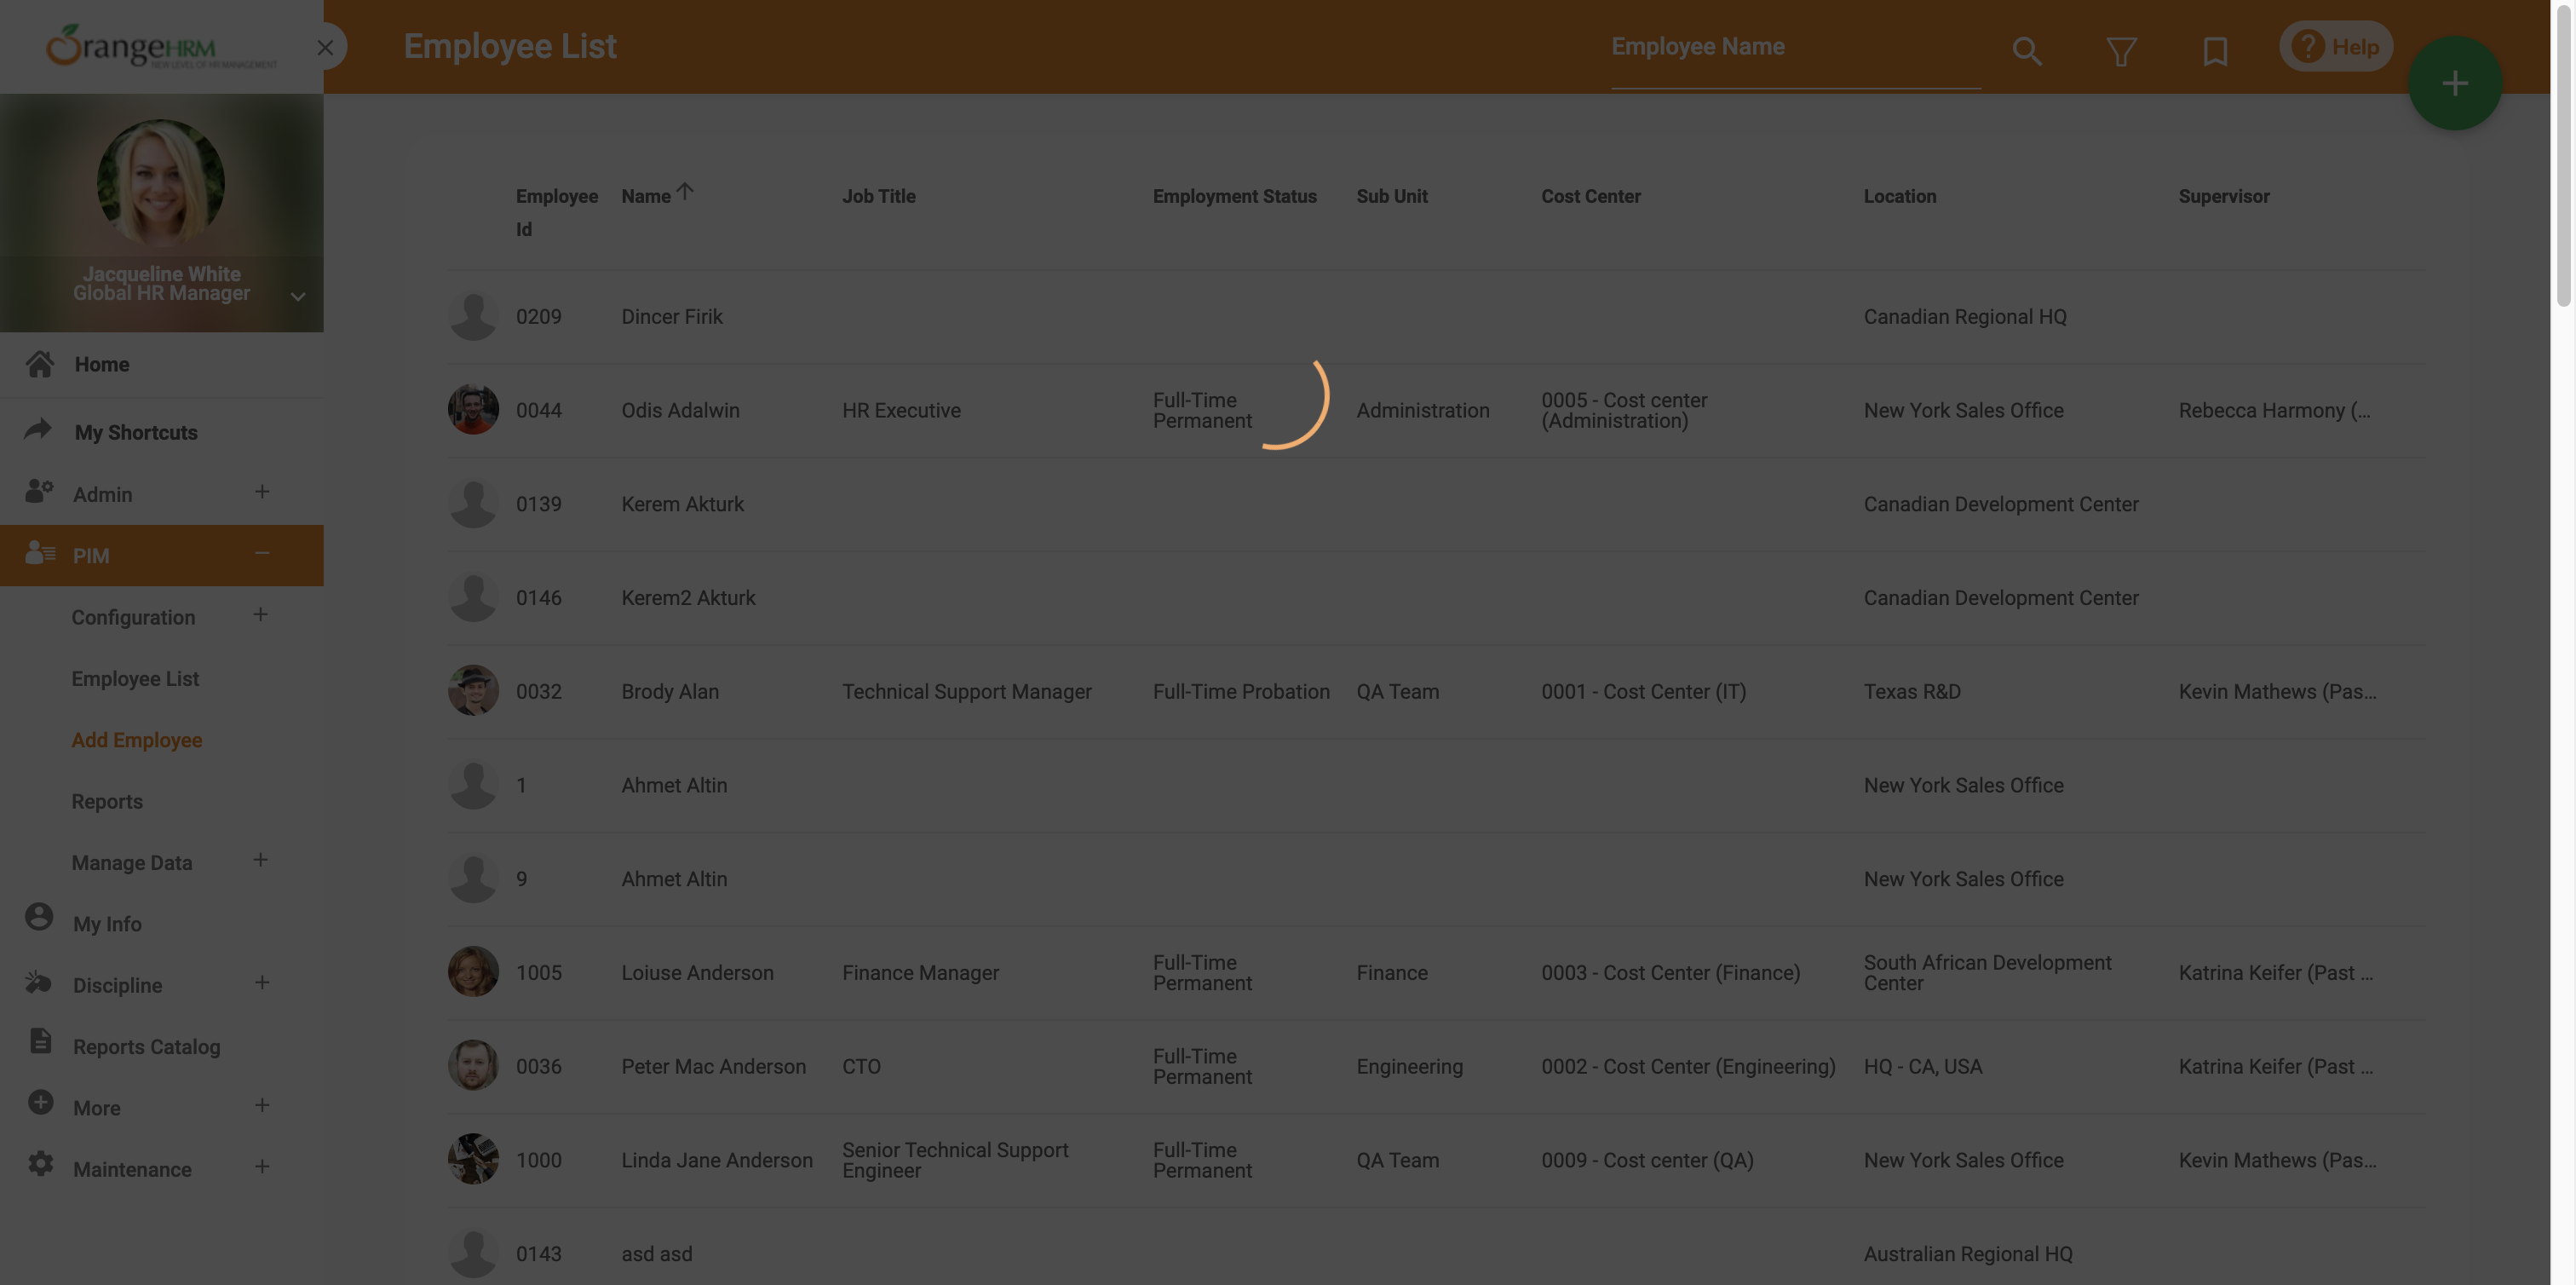 OrangeHRM
NEW LEVEL OF HR MANAGEMENT
Employee List
Employee Name
? Help
Jacqueline White
Global HR Manager
Home
My Shortcuts
Admin
PIM
Configuration
Employee List
Add Employee
Reports
Manage Data
My Info
Discipline
Reports Catalog
More
Maintenance
Employee Id Name Job Title Employment Status Sub Unit Cost Center Location Supervisor
0209 Dincer Firik Canadian Regional HQ
0044 Odis Adalwin HR Executive Full-Time Permanent Administration 0005 - Cost center (Administration) New York Sales Office Rebecca Harmony (...
0139 Kerem Akturk Canadian Development Center
0146 Kerem2 Akturk Canadian Development Center
0032 Brody Alan Technical Support Manager Full-Time Probation QA Team 0001 - Cost Center (IT) Texas R&D Kevin Mathews (Pas...
1 Ahmet Altin New York Sales Office
9 Ahmet Altin New York Sales Office
1005 Loiuse Anderson Finance Manager Full-Time Permanent Finance 0003 - Cost Center (Finance) South African Development Center Katrina Keifer (Past ...
0036 Peter Mac Anderson CTO Full-Time Permanent Engineering 0002 - Cost Center (Engineering) HQ - CA, USA Katrina Keifer (Past ...
1000 Linda Jane Anderson Senior Technical Support Engineer Full-Time Permanent QA Team 0009 - Cost center (QA) New York Sales Office Kevin Mathews (Pas...
0143 asd asd Australian Regional HQ